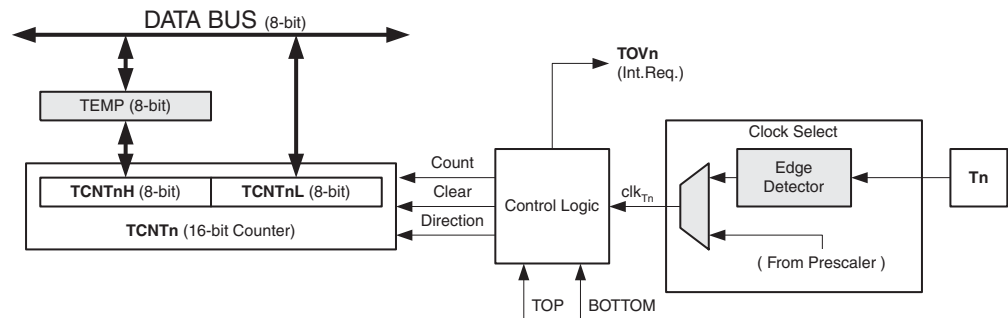 DATA BUS (8-bit)
TOVn
(Int.Req.)
TEMP (8-bit)
Clock Select
Count
Edge
Detector
Tn
TCNTnH (8-bit) TCNTnL (8-bit)
Clear
Control Logic
clkTn
TCNTn (16-bit Counter)
Direction
( From Prescaler )
TOP
BOTTOM